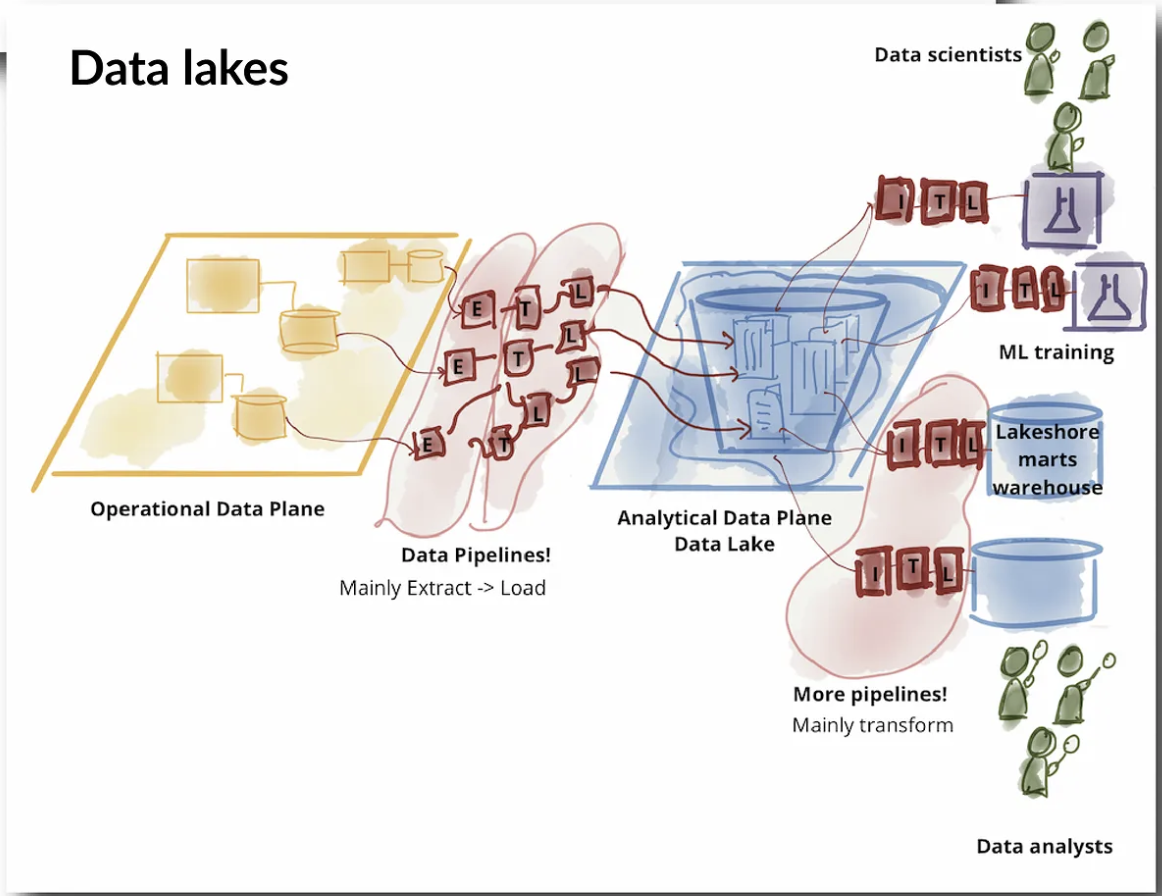 Data lakes
Data scientists
I T L
I T L
ML training
E T L
E T L
E T L
L
Operational Data Plane
Data Pipelines!
Mainly Extract -> Load
Analytical Data Plane
Data Lake
I T L
Lakeshore
marts
warehouse
I T L
More pipelines!
Mainly transform
Data analysts